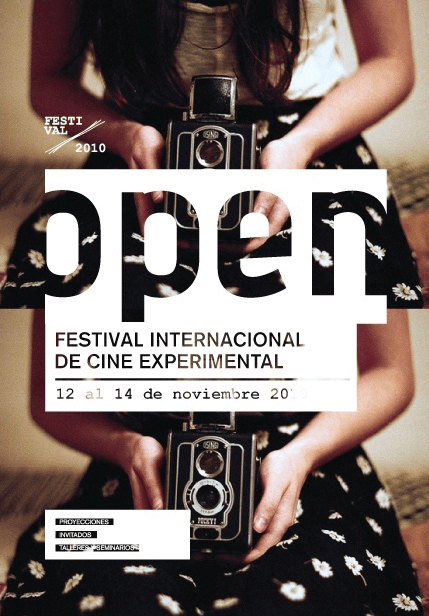 FESTI
VAL
2010
open
FESTIVAL INTERNACIONAL
DE CINE EXPERIMENTAL
12 al 14 de noviembre 2010
PROYECCIONES
INVITADOS
TALLERES Y SEMINARIOS